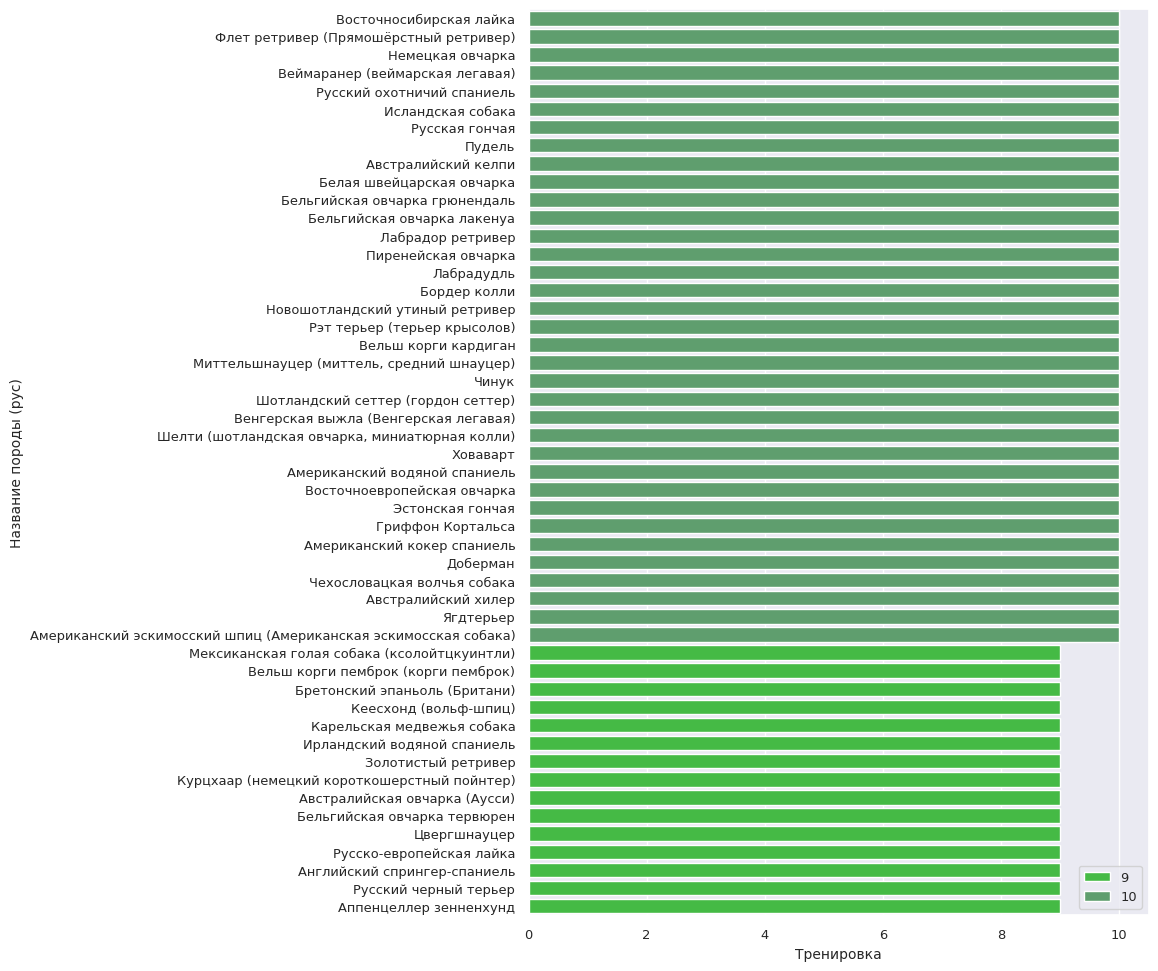 Восточносибирская лайка
Флет ретривер (Прямошёрстный ретривер)
Немецкая овчарка
Веймаранер (веймарская легавая)
Русский охотничий спаниель
Исландская собака
Русская гончая
Пудель
Австралийский келпи
Белая швейцарская овчарка
Бельгийская овчарка грюнендаль
Бельгийская овчарка лакенуа
Лабрадор ретривер
Пиренейская овчарка
Лабрадудль
Бордер колли
Новошотландский утиный ретривер
Рэт терьер (терьер крысолов)
Вельш корги кардиган
Миттельшнауцер (миттель, средний шнауцер)
Чинук
Шотландский сеттер (гордон сеттер)
Венгерская выжла (Венгерская легавая)
Шелти (шотландская овчарка, миниатюрная колли)
Ховаварт
Американский водяной спаниель
Восточноевропейская овчарка
Эстонская гончая
Гриффон Кортальса
Американский кокер спаниель
Доберман
Чехословацкая волчья собака
Австралийский хилер
Ягдтерьер
Американский эскимосский шпиц (Американская эскимосская собака)
Мексиканская голая собака (ксолойтцкуинтли)
Вельш корги пемброк (корги пемброк)
Бретонский эпаньоль (Британи)
Кеесхонд (вольф-шпиц)
Карельская медвежья собака
Ирландский водяной спаниель
Золотистый ретривер
Курцхаар (немецкий короткошерстный пойнтер)
Австралийская овчарка (Аусси)
Бельгийская овчарка тервюрен
Цвергшнауцер
Русско-европейская лайка
Английский спрингер-спаниель
Русский черный терьер
Аппенцеллер зенненхунд
Название породы (рус)
9
10
0 2 4 6 8 10
Тренировка